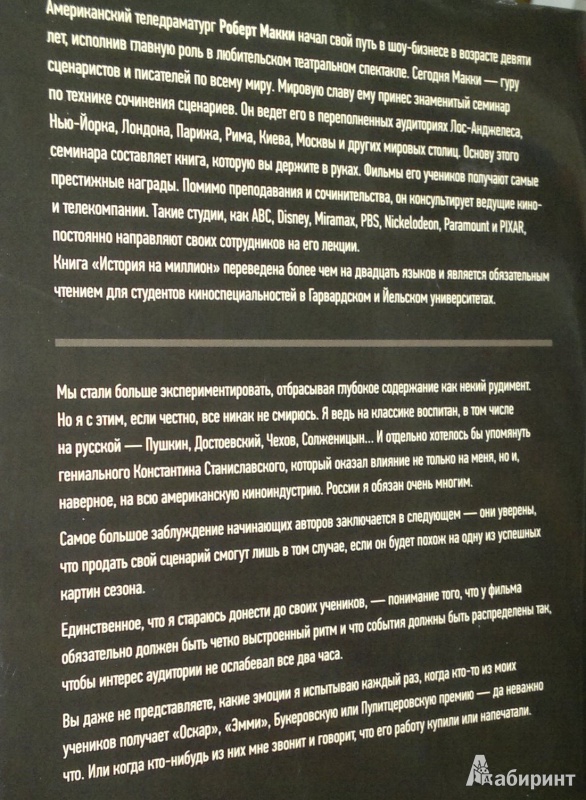 Американский теледраматург Роберт Макки начал свой путь в шоу-бизнесе в возрасте девяти
лет, исполнив главную роль в любительском театральном спектакле. Сегодня Макки — гуру
сценаристов и писателей по всему миру. Мировую славу ему принес знаменитый семинар
по технике сочинения сценариев. Он ведет его в переполненных аудиториях Лос-Анджелеса,
Нью-Йорка, Лондона, Парижа, Рима, Киева, Москвы и других мировых столиц. Основу этого
семинара составляет книга, которую вы держите в руках. Фильмы его учеников получают самые
престижные награды. Помимо преподавания и сочинительства, он консультирует ведущие кино-
и телекомпании. Такие студии, как ABC, Disney, Miramax, PBS, Nickelodeon, Paramount и PIXAR,
постоянно направляют своих сотрудников на его лекции.
Книга «История на миллион» переведена более чем на двадцать языков и является обязательным
чтением для студентов киноспециальностей в Гарвардском и Йельском университетах.
Мы стали больше экспериментировать, отбрасывая глубокое содержание как некий рудимент.
Но я с этим, если честно, все никак не смирюсь. Я ведь на классике воспитан, в том числе
на русской — Пушкин, Достоевский, Чехов, Солженицын... И отдельно хотелось бы упомянуть
гениального Константина Станиславского, который оказал влияние не только на меня, но и,
наверное, на всю американскую киноиндустрию. России я обязан очень многим.
Самое большое заблуждение начинающих авторов заключается в следующем — они уверены,
что продать свой сценарий смогут лишь в том случае, если он будет похож на одну из успешных
картин сезона.
Единственное, что я стараюсь донести до своих учеников, — понимание того, что у фильма
обязательно должен быть четко выстроенный ритм и что события должны быть распределены так,
чтобы интерес аудитории не ослабевал все два часа.
Вы даже не представляете, какие эмоции я испытываю каждый раз, когда кто-то из моих
учеников получает «Оскар», «Эмми», Букеровскую или Пулитцеровскую премию — да неважно
что. Или когда кто-нибудь из них мне звонит и говорит, что его работу купили или напечатали.
Лабиринт